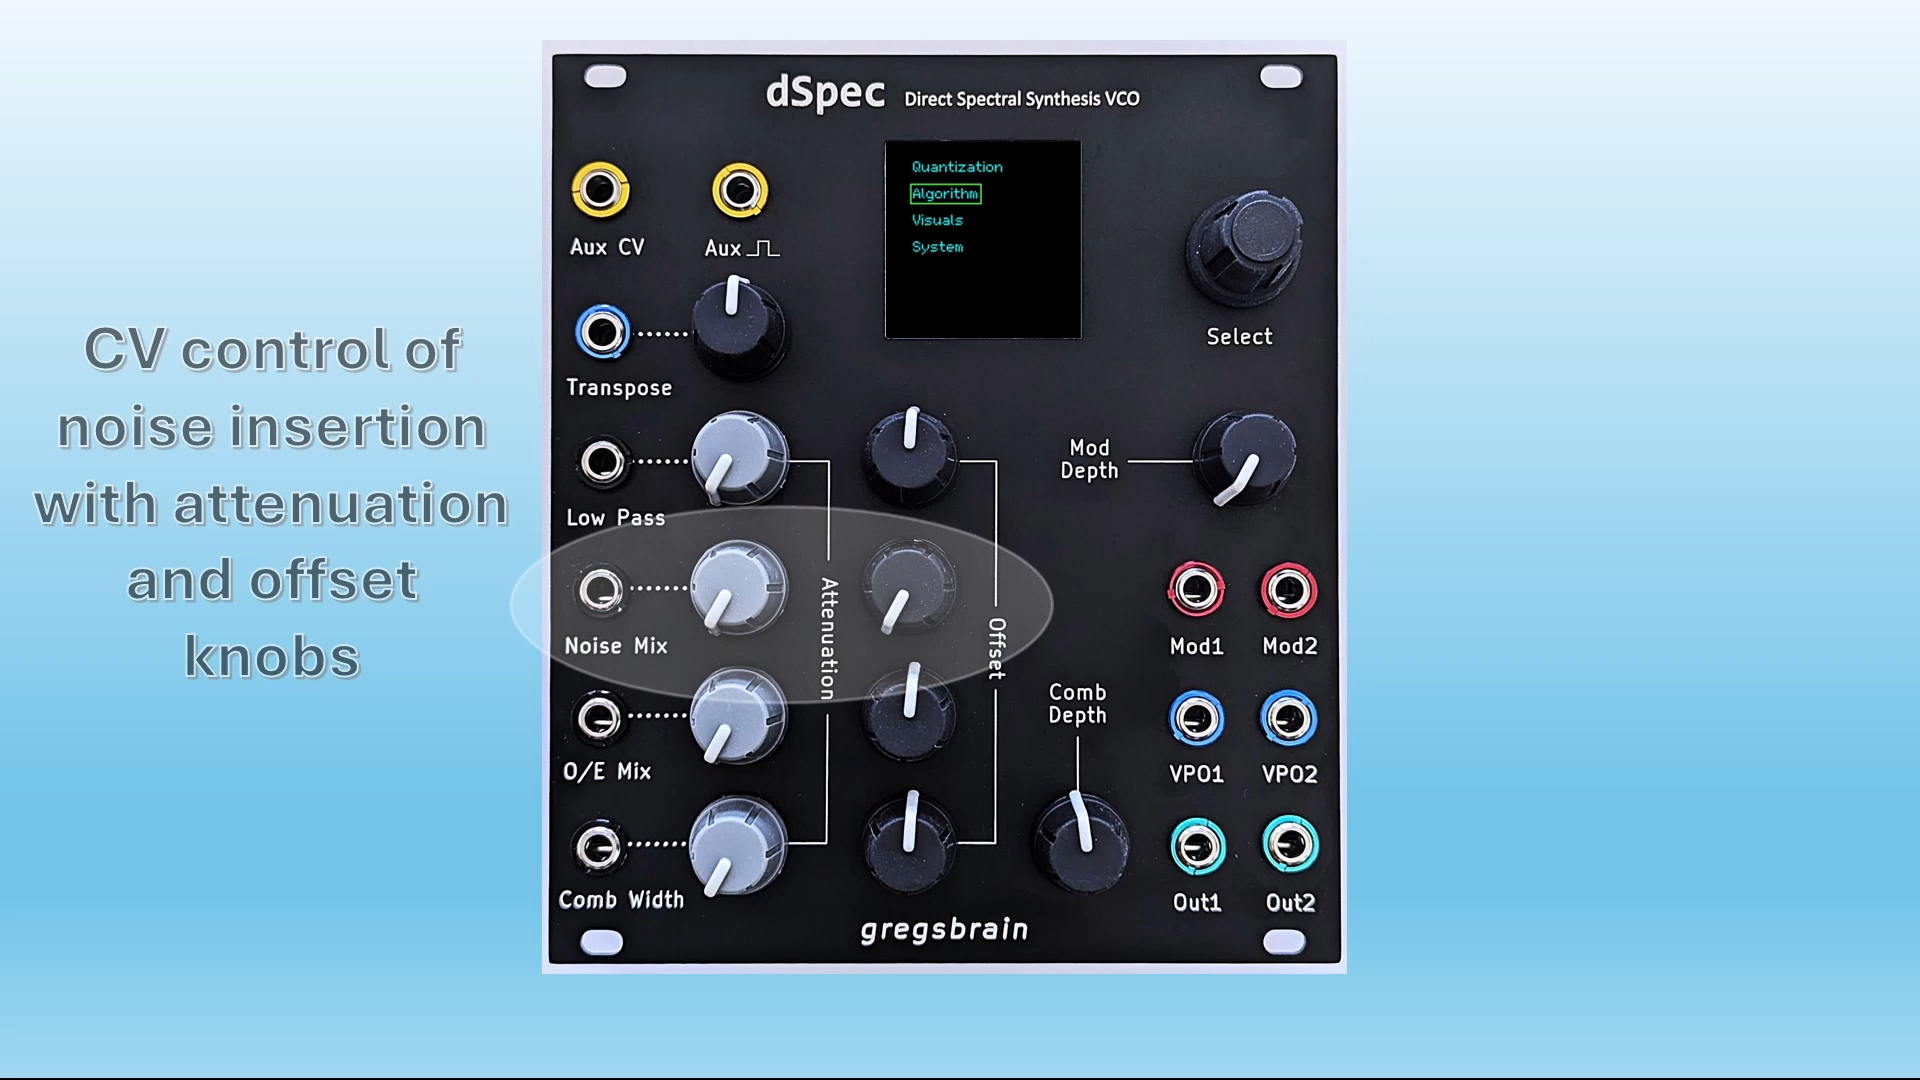 dSpec Direct Spectral Synthesis VCO
Quantization
Algorithm
Visuals
System
Aux CV
Aux
Select
Transpose
CV control of
noise insertion
with attenuation
and offset
knobs
Mod
Depth
Low Pass
Attenuation
Offset
Noise Mix
Mod1
Mod2
Comb
Depth
O/E Mix
VPO1
VPO2
Comb Width
Out1
Out2
gregsbrain